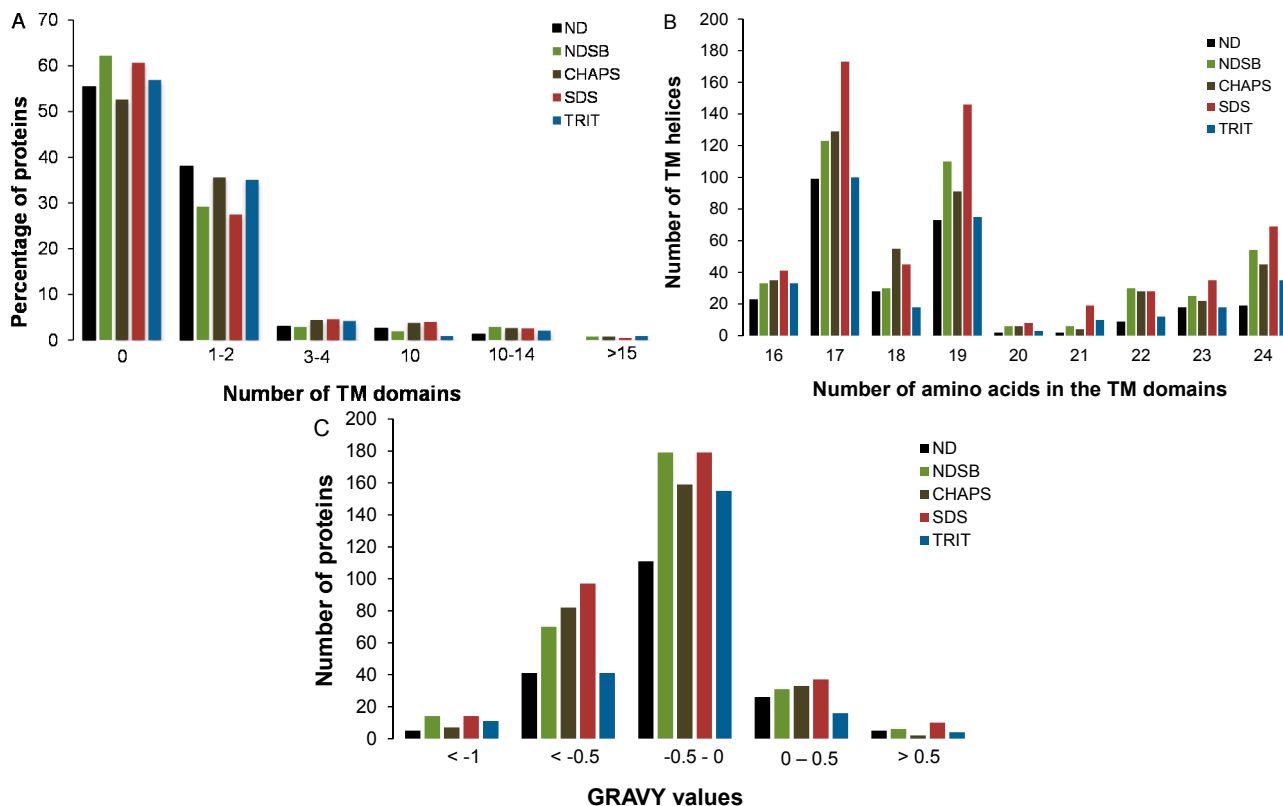 A
Percentage of proteins
70
60
50
40
30
20
10
0
0
1-2
3-4
10
10-14
>15
Number of TM domains
ND
NDSB
CHAPS
SDS
TRIT
B
Number of TM helices
200
180
160
140
120
100
80
60
40
20
0
16
17
18
19
20
21
22
23
24
Number of amino acids in the TM domains
ND
NDSB
CHAPS
SDS
TRIT
C
Number of proteins
200
180
160
140
120
100
80
60
40
20
0
< -1
< -0.5
-0.5 - 0
0 – 0.5
> 0.5
GRAVY values
ND
NDSB
CHAPS
SDS
TRIT